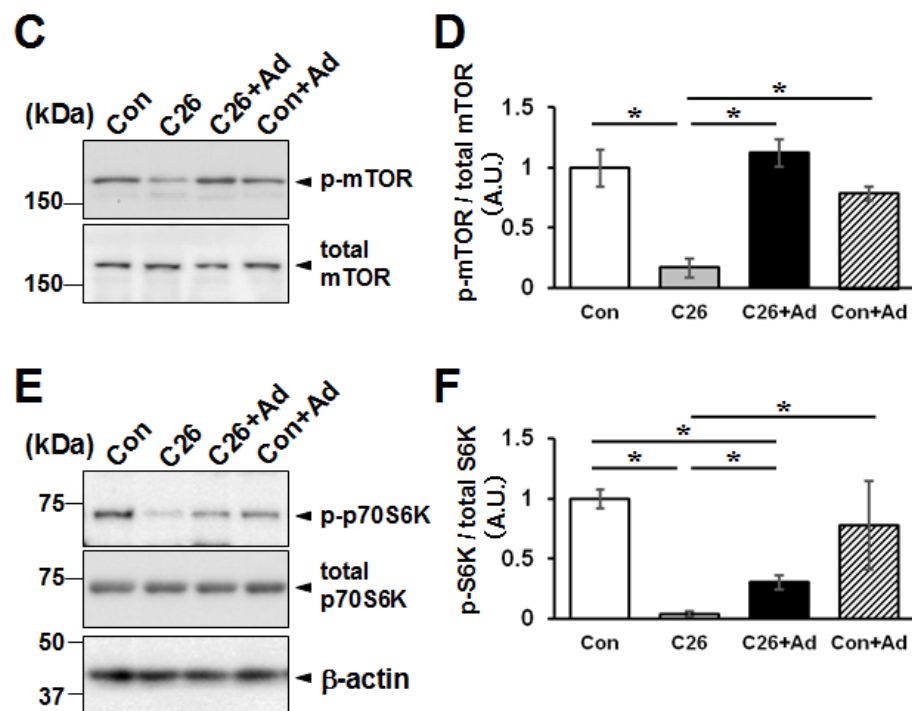 C
(kDa)
Con C26 C26+Ad Con+Ad
p-mTOR
150
total
mTOR
150
D
p-mTOR / total mTOR
(A.U.)
1.5
1
0.5
0
* * *
Con C26 C26+Ad Con+Ad
E
(kDa)
Con C26 C26+Ad Con+Ad
75
p-p70S6K
75
total
p70S6K
50
β-actin
37
F
p-S6K / total S6K
(A.U.)
1.5
1
0.5
0
*
*
* *
Con C26 C26+Ad Con+Ad